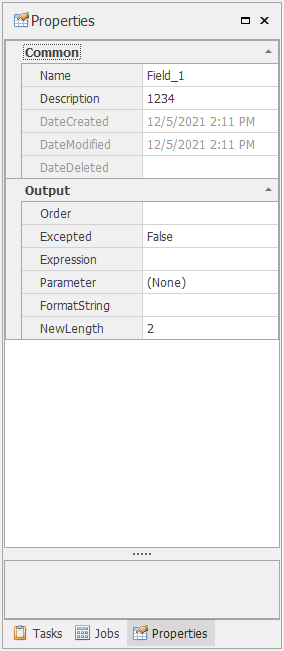 Properties
Common
Name Field_1
Description 1234
DateCreated 12/5/2021 2:11 PM
DateModified 12/5/2021 2:11 PM
DateDeleted
Output
Order
Excepted False
Expression
Parameter (None)
FormatString
NewLength 2
Tasks Jobs Properties